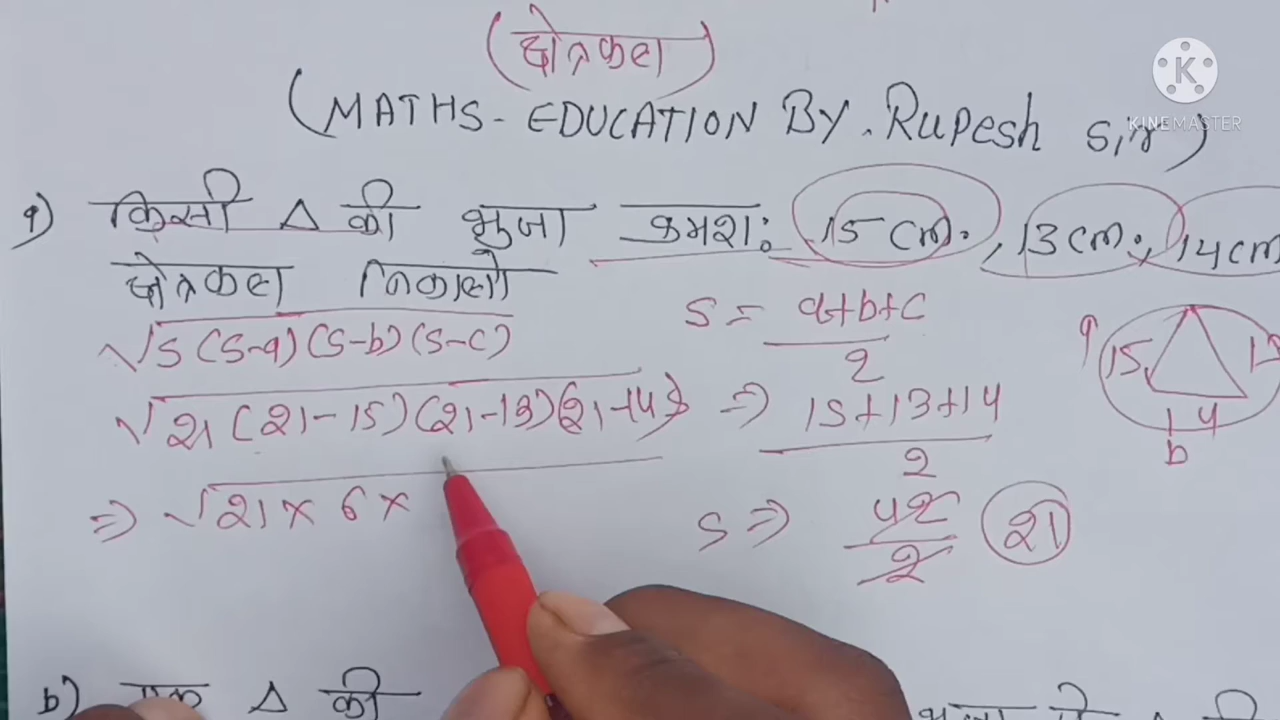 (क्षेत्रफल)
K
KINEMASTER
(MATHS- EDUCATION BY. Rupesh Sir)
a) किसी Δ की भुजा क्रमशः 15 cm. , 13 cm., 14 cm
क्षेत्रफल निकालो
√S(S-a)(S-b)(S-c)
S = a+b+c / 2
√21(21-15)(21-13)(21-14)
⇒ 15+13+14 / 2
⇒ √21 × 6 ×
S ⇒ 42 / 2 21
a 15
14
b
b) एक Δ की